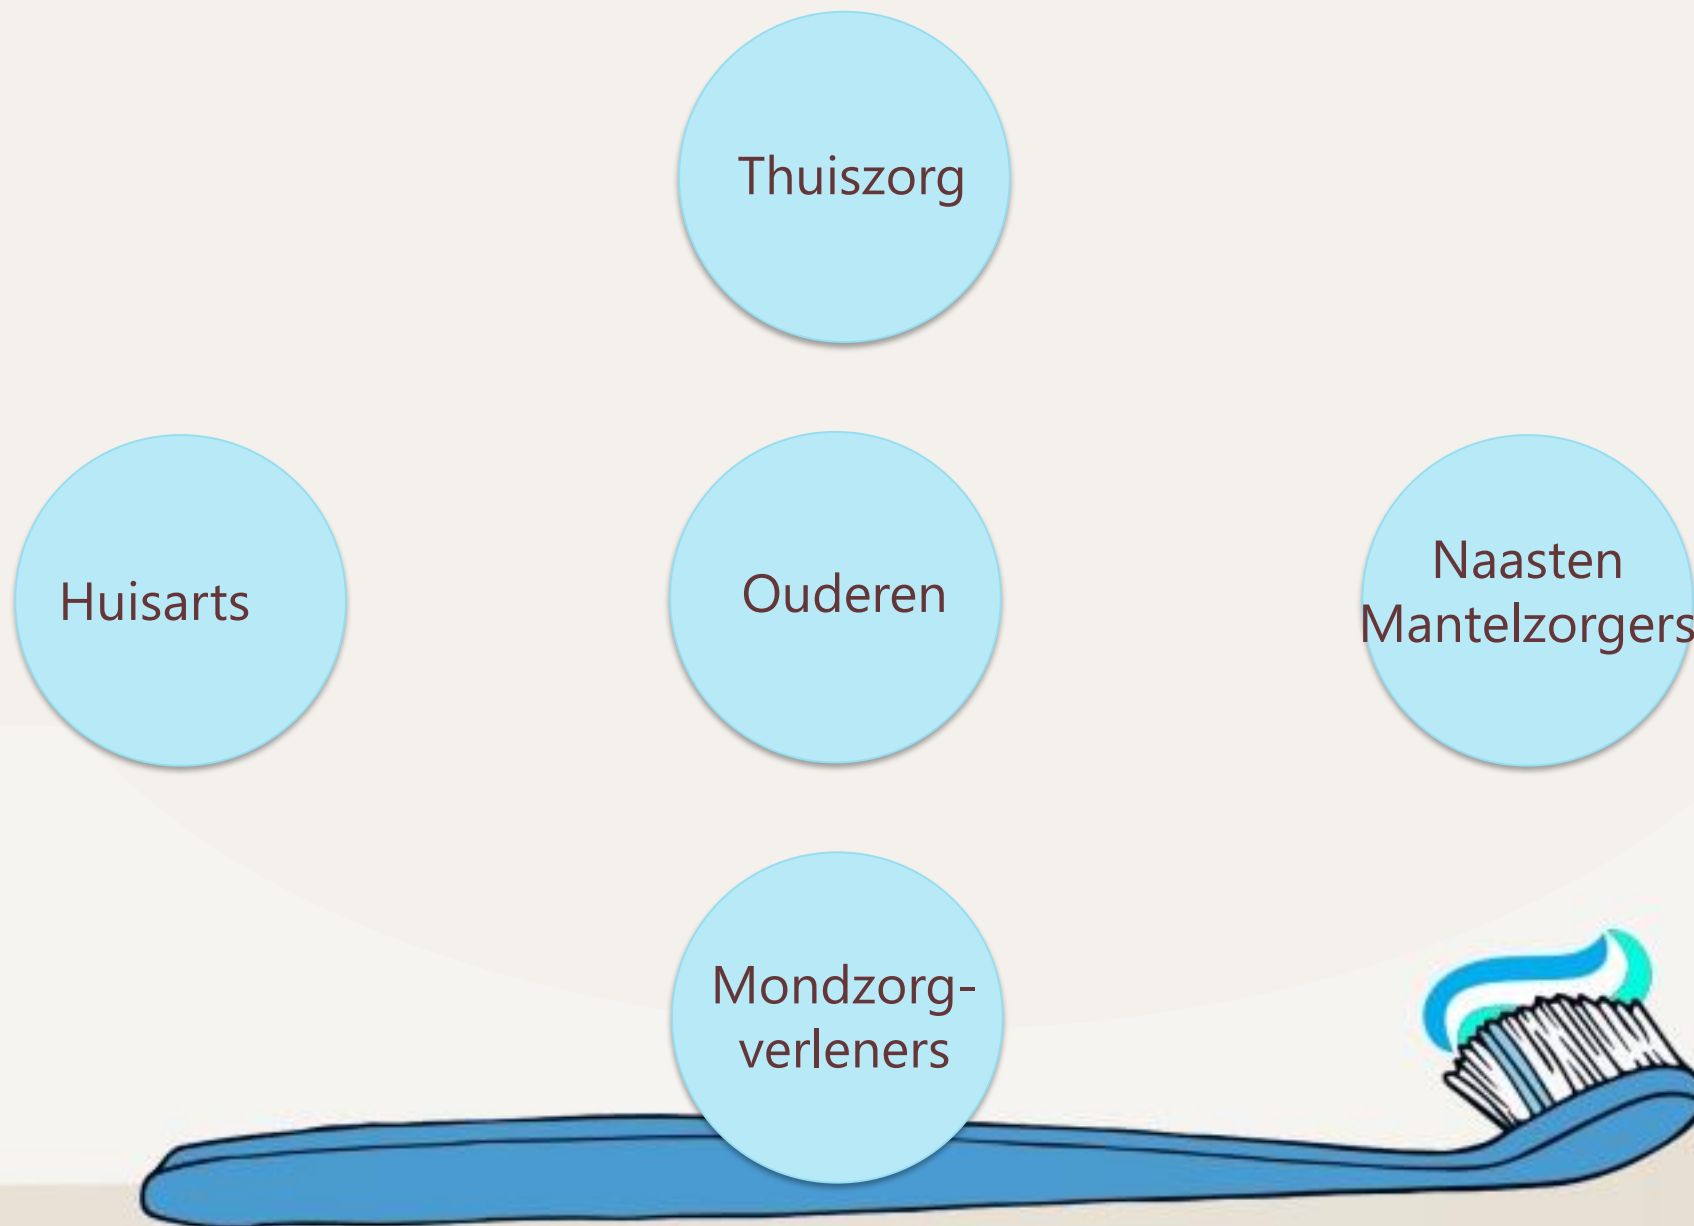 Thuiszorg
Huisarts
Ouderen
Naasten
Mantelzorgers
Mondzorg-
verleners